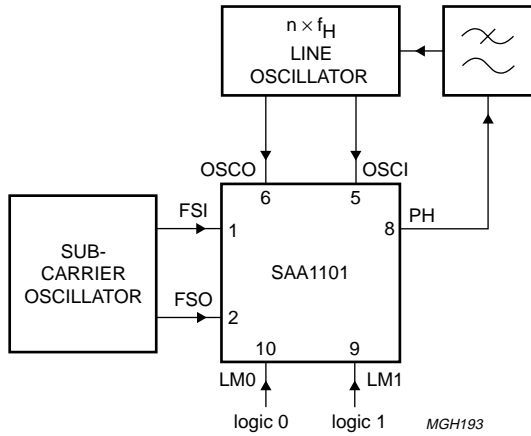 n × fH
LINE
OSCILLATOR
OSCO
OSCI
6
5
FSI
PH
1
8
SUB-
CARRIER
OSCILLATOR
SAA1101
FSO
2
10
9
LM0
LM1
logic 0
logic 1
MGH193